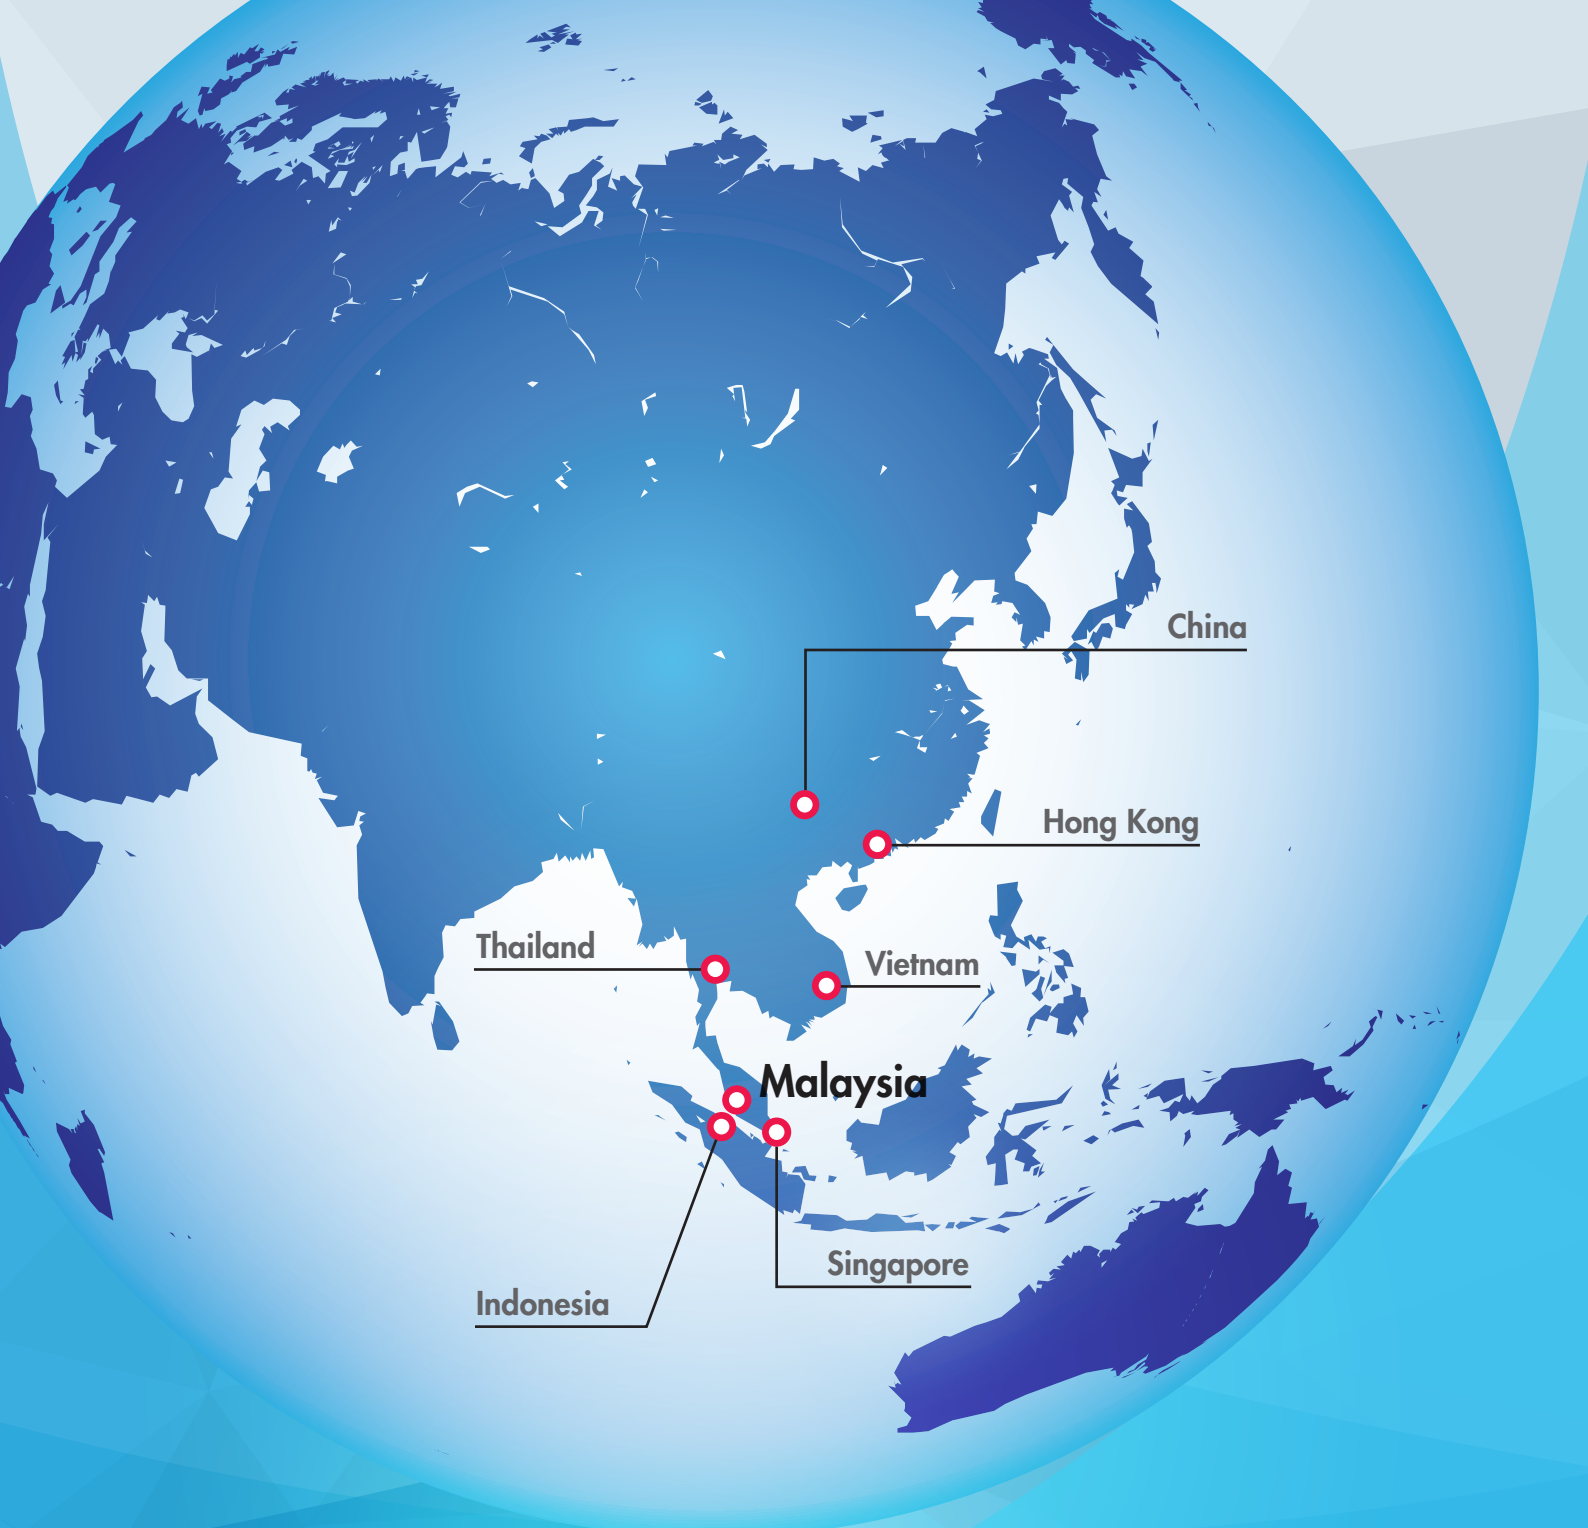 China
Hong Kong
Thailand
Vietnam
Malaysia
Singapore
Indonesia